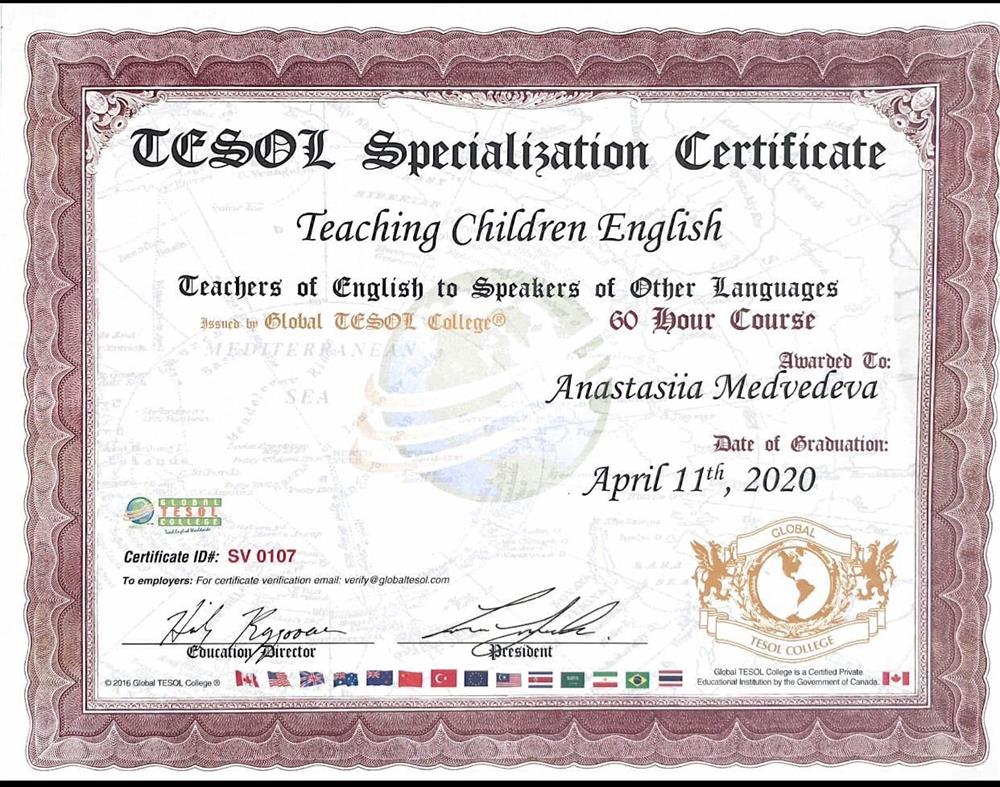 TESOL Specialization Certificate
Teaching Children English
Teachers of English to Speakers of Other Languages
Issued by Global TESOL College® 60 Hour Course
Awarded To:
Anastasiia Medvedeva
Date of Graduation:
April 11th, 2020
GLOBAL
TESOL
COLLEGE
Certificate ID#: SV 0107
To employers: For certificate verification email: verify@globaltesol.com
Education Director
President
GLOBAL
TESOL COLLEGE
© 2016 Global TESOL College ®
Global TESOL College is a Certified Private
Educational Institution by the Government of Canada.
MEDITERRANEAN
SEA